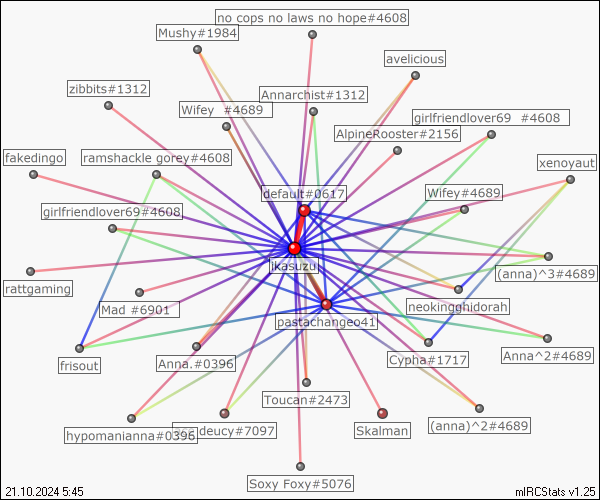 no cops no laws no hope#4608
Mushy#1984
avelicious
zibbits#1312
Annarchist#1312
Wifey #4689
girlfriendlover69 #4608
AlpineRooster#2156
fakedingo
ramshackle gorey#4608
xenoyaut
default#0617
Wifey#4689
girlfriendlover69#4608
ikasuzu
(anna)^3#4689
rattgaming
Mad #6901
neokingghidorah
pastachangeo41
frisout
Anna.#0396
Cypha#1717
Anna^2#4689
Toucan#2473
hypomanianna#0396
deucy#7097
Skalman
(anna)^2#4689
Soxy Foxy#5076
21.10.2024 5:45
mIRCStats v1.25